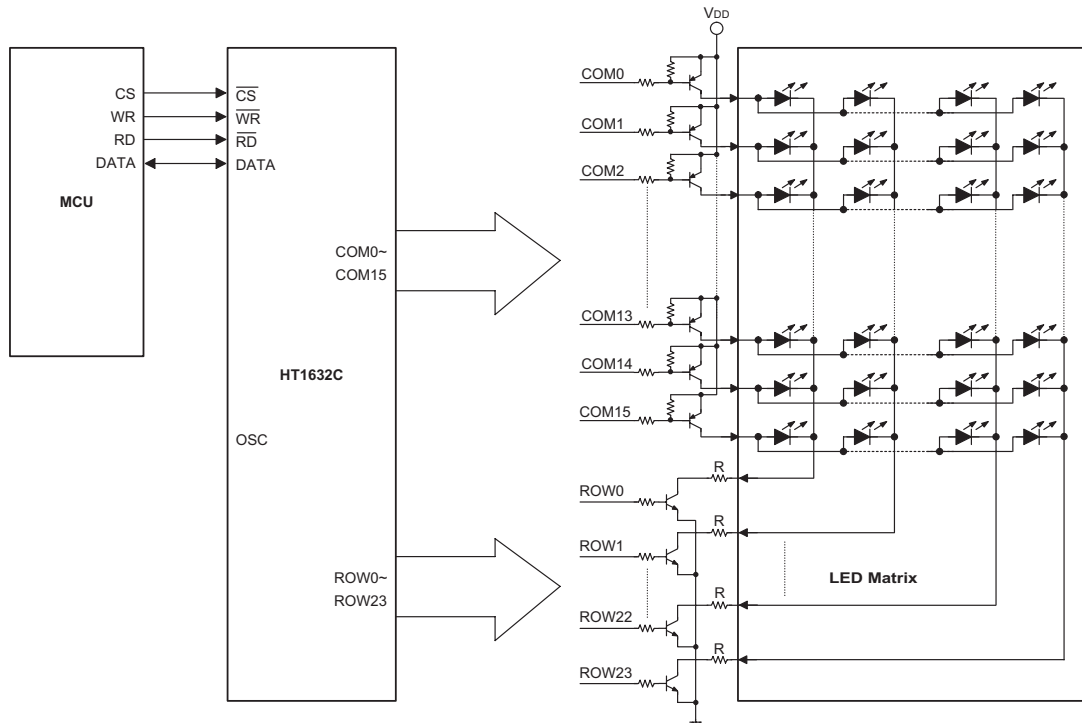 VDD
CS
WR
RD
DATA
MCU
CS
WR
RD
DATA
COM0~
COM15
HT1632C
OSC
ROW0~
ROW23
COM0
COM1
COM2
COM13
COM14
COM15
ROW0
R
ROW1
R
ROW22
R
ROW23
R
LED Matrix